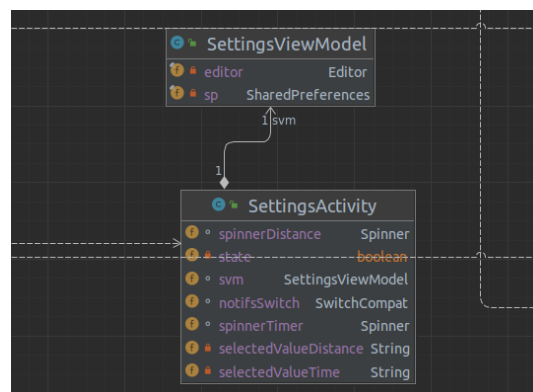 SettingsViewModel
editor Editor
sp SharedPreferences
1 svm
1
SettingsActivity
spinnerDistance Spinner
state boolean
svm SettingsViewModel
notifsSwitch SwitchCompat
spinnerTimer Spinner
selectedValueDistance String
selectedValueTime String